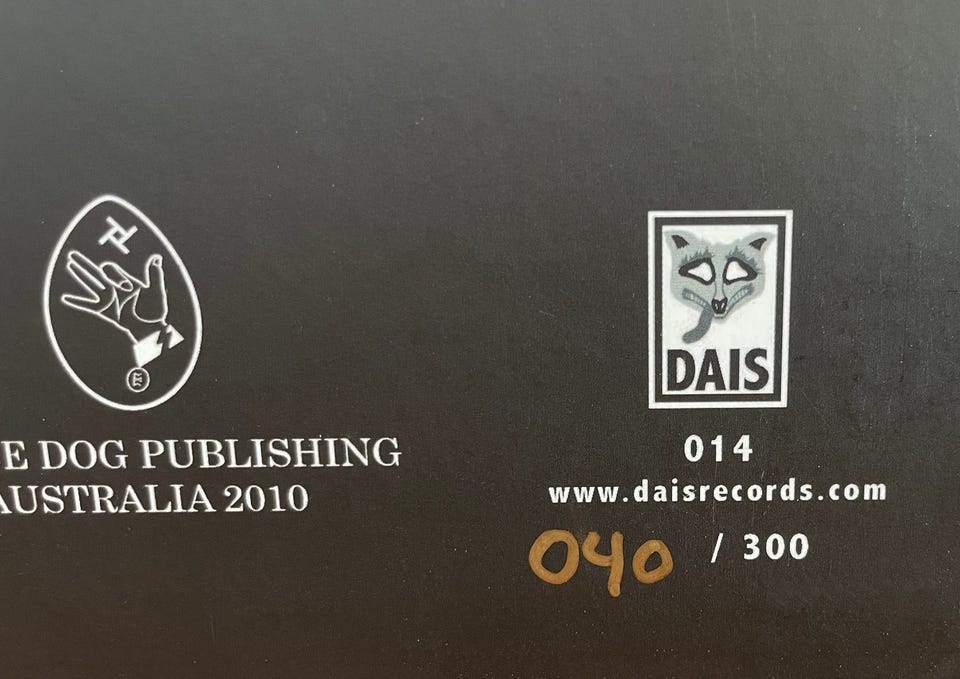 E DOG PUBLISHING
AUSTRALIA 2010
DAIS
014
www.daisrecords.com
040 / 300